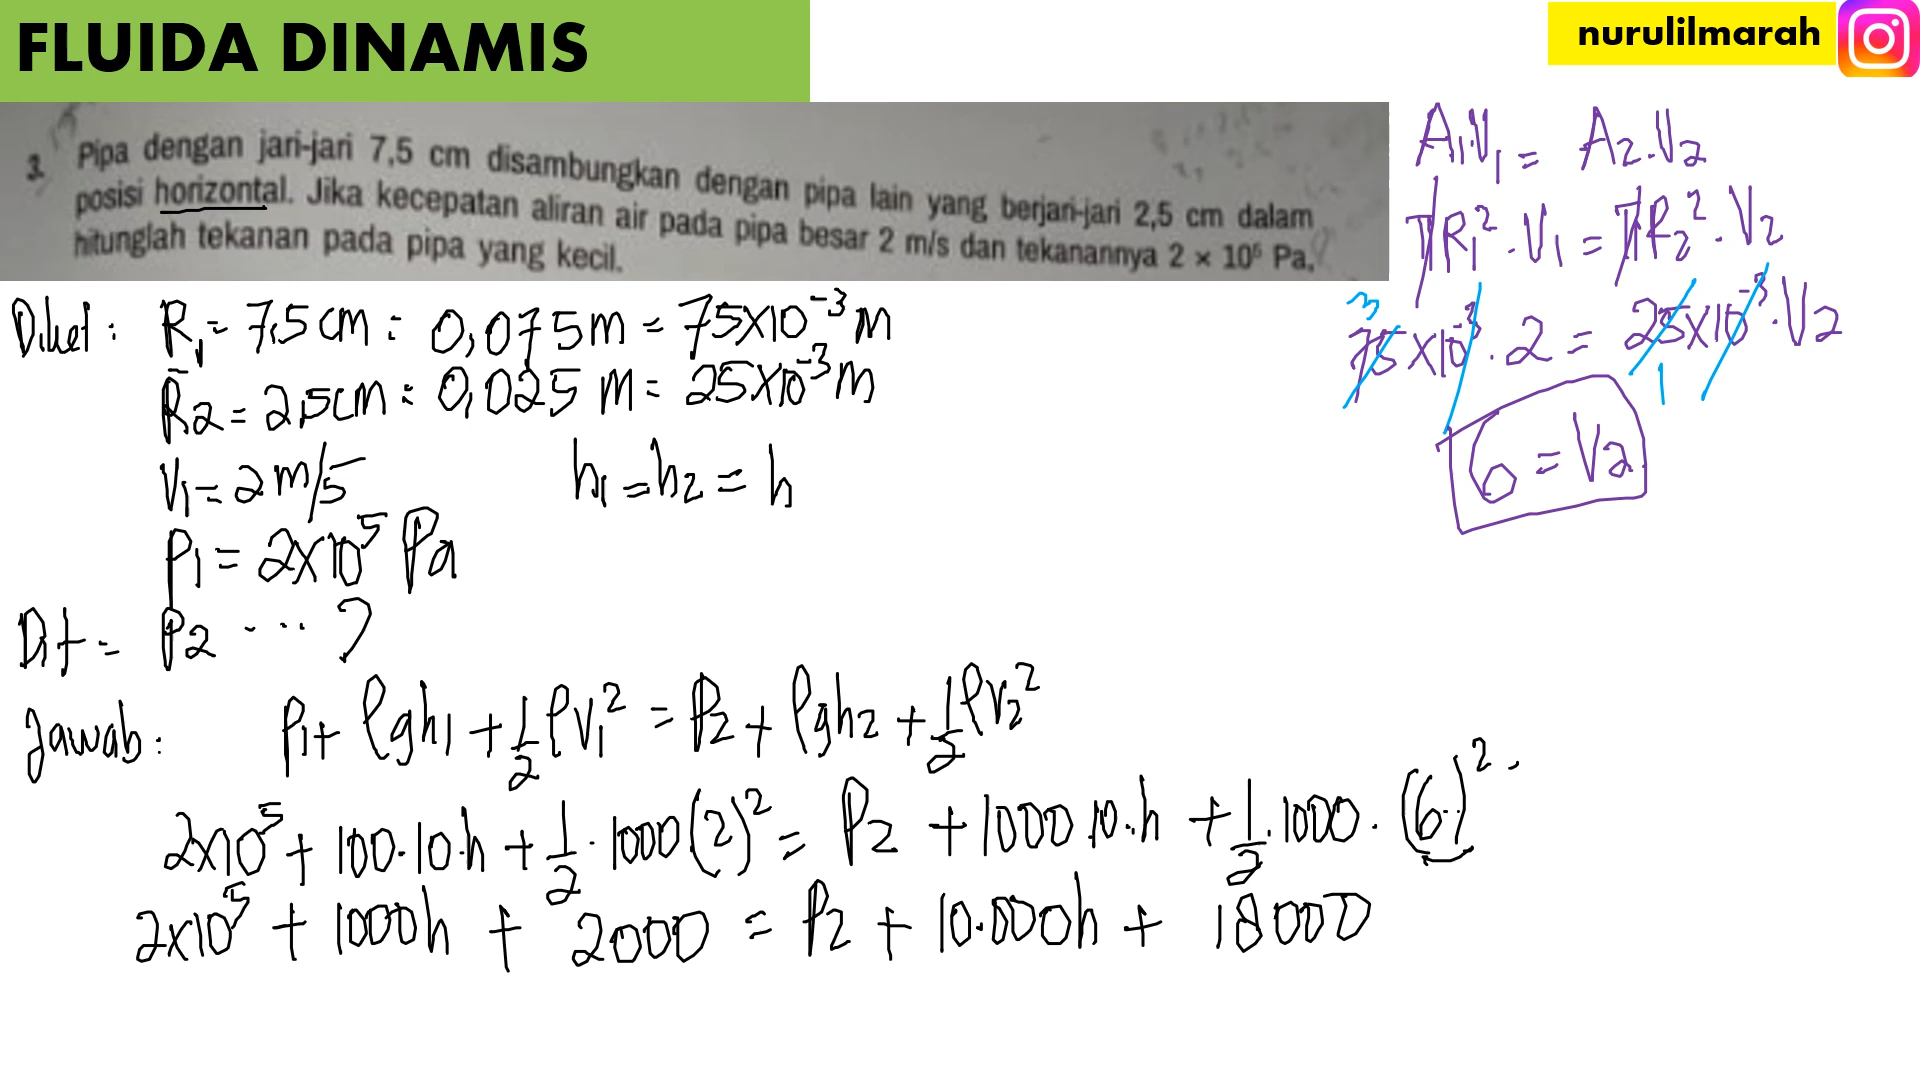 FLUIDA DINAMIS
nurulilmarah
3. Pipa dengan jari-jari 7,5 cm disambungkan dengan pipa lain yang berjari-jari 2,5 cm dalam
posisi horizontal. Jika kecepatan aliran air pada pipa besar 2 m/s dan tekanannya 2 × 10⁵ Pa,
hitunglah tekanan pada pipa yang kecil.
A₁.V₁ = A₂.V₂
πR₁².V₁ = πR₂².V₂
3
75x10⁻³.2 = 25x10⁻³.V₂
1
6 = V₂
Diket: R₁ = 7,5 cm = 0,075 m = 75x10⁻³ m
R₂ = 2,5 cm = 0,025 m = 25x10⁻³ m
V₁ = 2 m/s h₁ = h₂ = h
P₁ = 2x10⁵ Pa
Dit = P₂ ... ?
Jawab: P₁ + ρgh₁ + 1/2 ρv₁² = P₂ + ρgh₂ + 1/2 ρv₂²
2x10⁵ + 100.10.h + 1/2 . 1000 (2)² = P₂ + 1000 10.h + 1/2 . 1000 . (6)²
2x10⁵ + 1000h + 2000 = P₂ + 10.000h + 18000